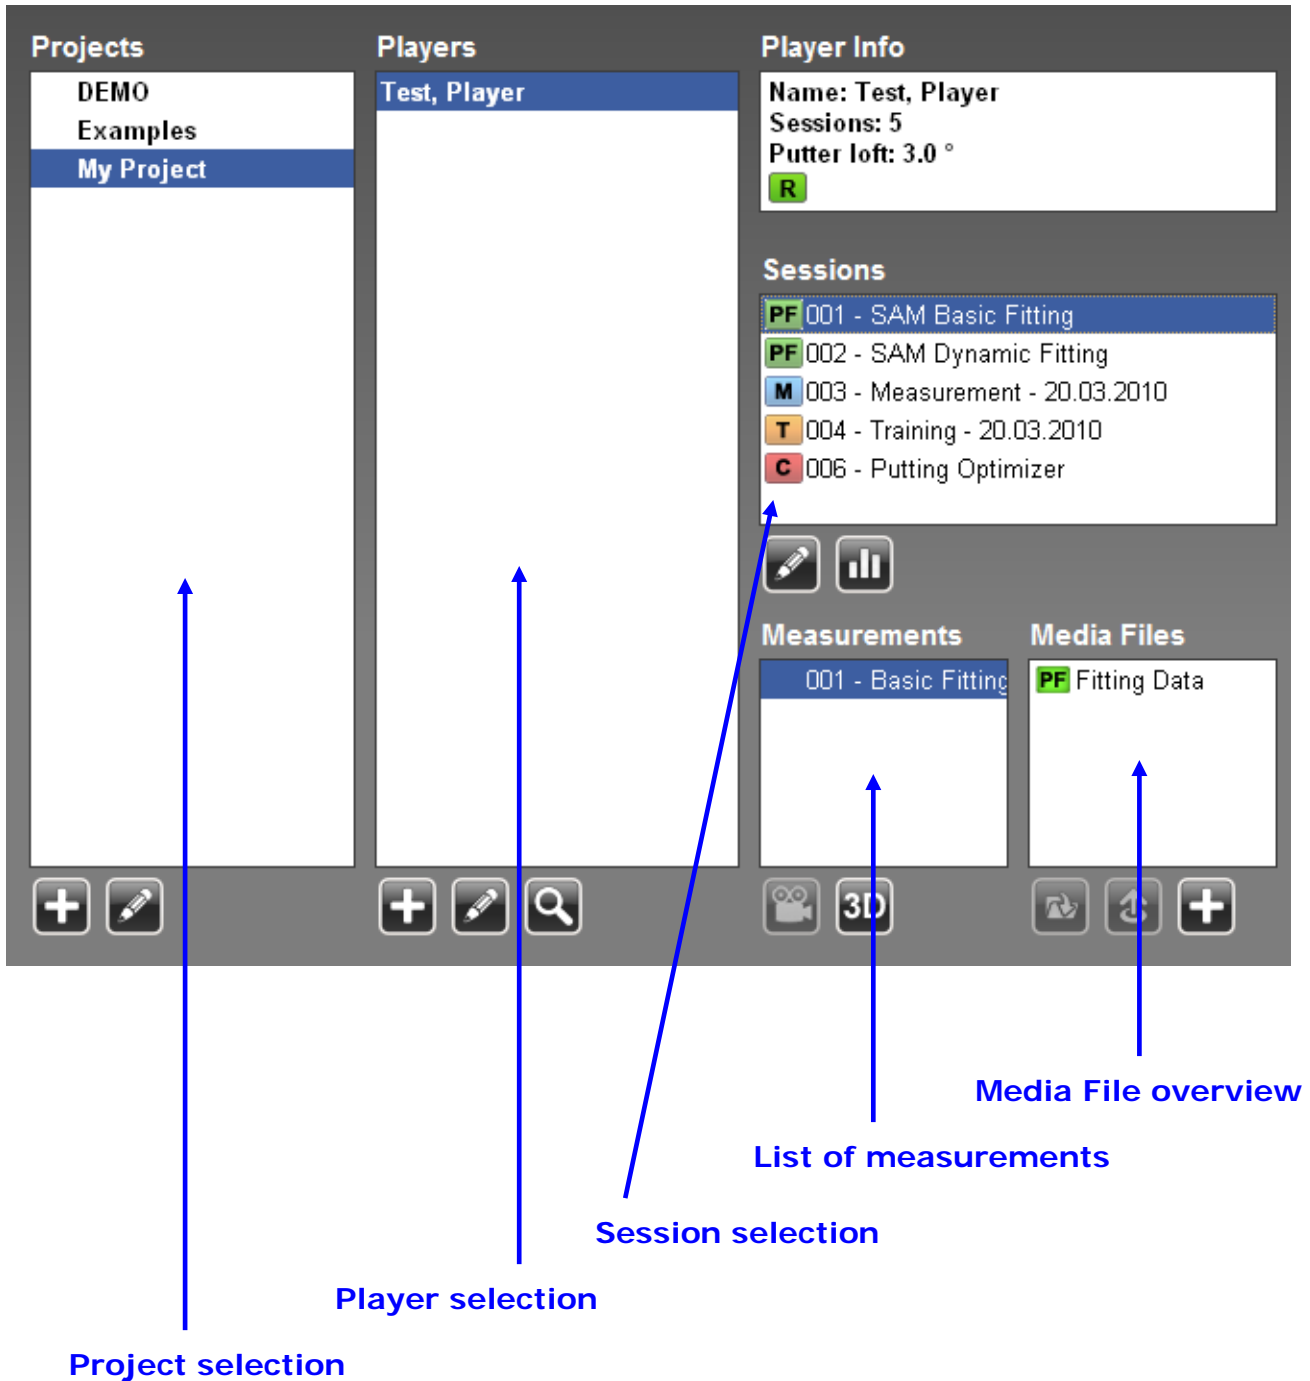 Projects
DEMO
Examples
My Project
Players
Test, Player
Player Info
Name: Test, Player
Sessions: 5
Putter loft: 3.0 °
R
Sessions
PF 001 - SAM Basic Fitting
PF 002 - SAM Dynamic Fitting
M 003 - Measurement - 20.03.2010
T 004 - Training - 20.03.2010
C 006 - Putting Optimizer
Measurements
001 - Basic Fitting
3D
Media Files
PF Fitting Data
Media File overview
List of measurements
Session selection
Player selection
Project selection